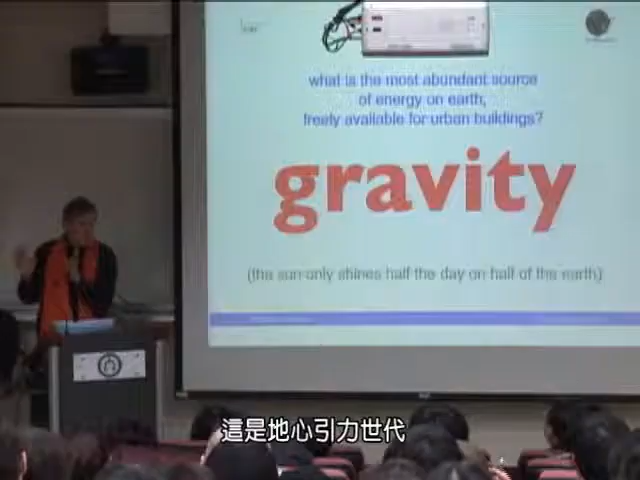 what is the most abundant source
of energy on earth,
freely available for urban buildings?
gravity
(the sun only shines half the day on half of the earth)
這是地心引力世代